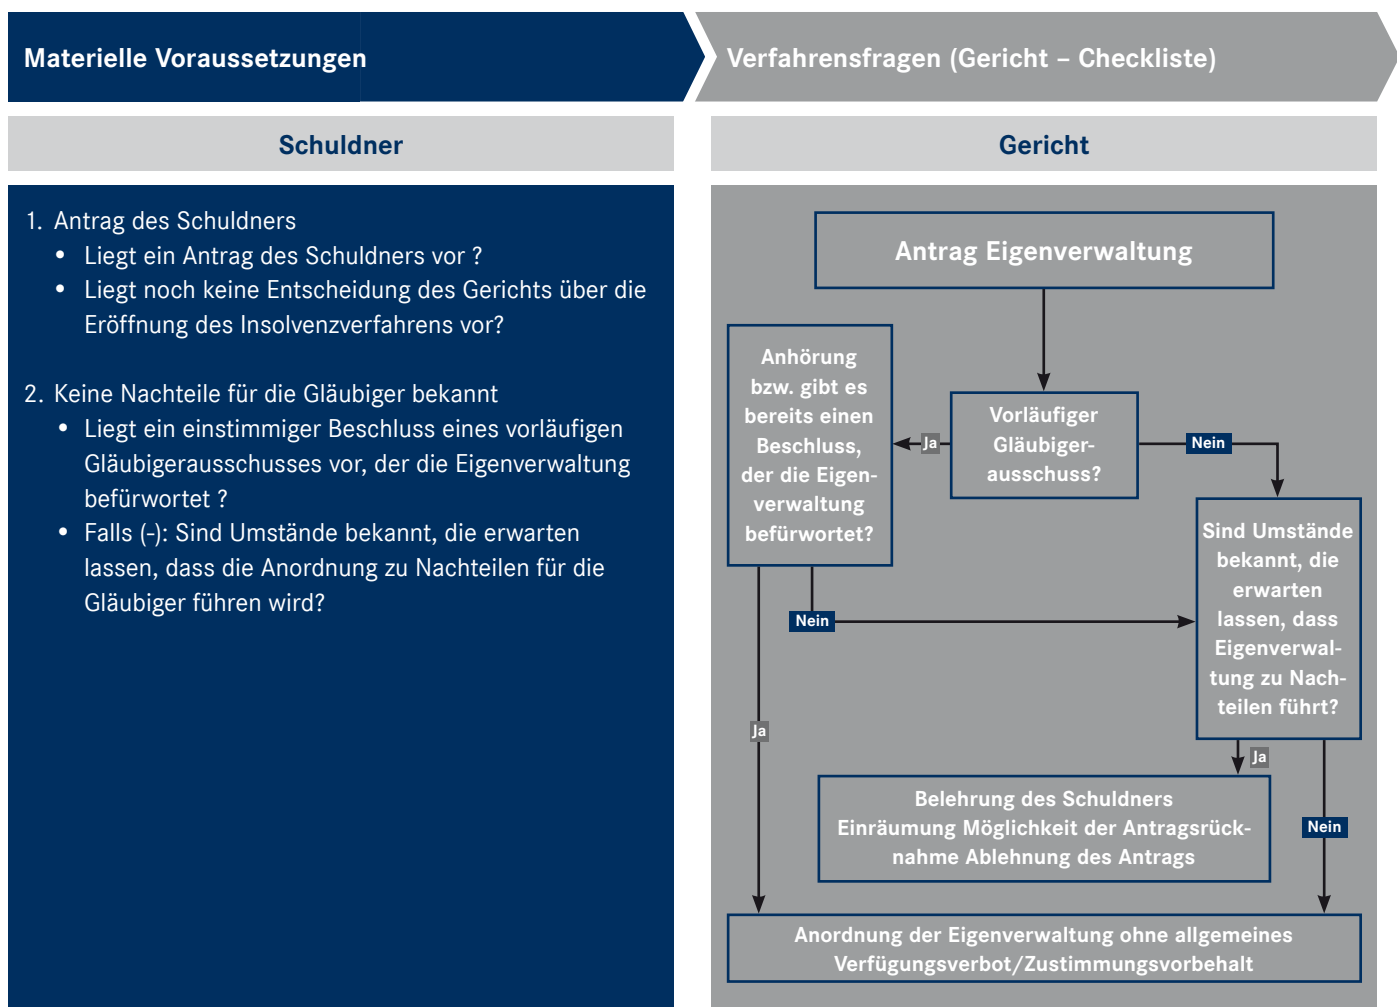 Materielle Voraussetzungen
Verfahrensfragen (Gericht – Checkliste)
Schuldner
1. Antrag des Schuldners
• Liegt ein Antrag des Schuldners vor ?
• Liegt noch keine Entscheidung des Gerichts über die
Eröffnung des Insolvenzverfahrens vor?
2. Keine Nachteile für die Gläubiger bekannt
• Liegt ein einstimmiger Beschluss eines vorläufigen
Gläubigerausschusses vor, der die Eigenverwaltung
befürwortet ?
• Falls (-): Sind Umstände bekannt, die erwarten
lassen, dass die Anordnung zu Nachteilen für die
Gläubiger führen wird?
Gericht
Antrag Eigenverwaltung
Vorläufiger
Gläubiger-
ausschuss?
Ja
Nein
Anhörung
bzw. gibt es
bereits einen
Beschluss,
der die Eigen-
verwaltung
befürwortet?
Nein
Ja
Sind Umstände
bekannt, die
erwarten
lassen, dass
Eigenverwal-
tung zu Nach-
teilen führt?
Ja
Nein
Belehrung des Schuldners
Einräumung Möglichkeit der Antragsrück-
nahme Ablehnung des Antrags
Anordnung der Eigenverwaltung ohne allgemeines
Verfügungsverbot/Zustimmungsvorbehalt